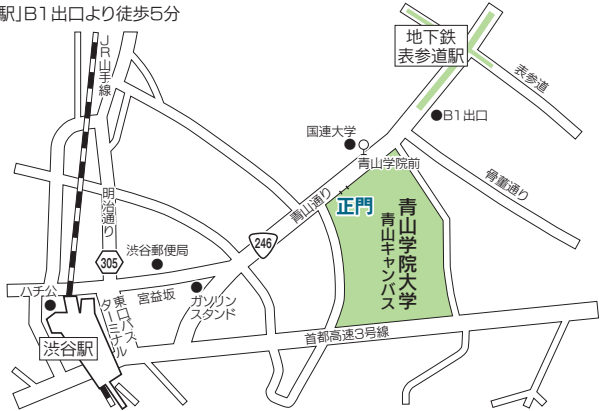 駅」B1出口より徒歩5分
地下鉄
表参道駅
JR山手線
表参道
B1出口
国連大学
青山学院前
骨董通り
青山通り
正門
青山学院大学
青山キャンパス
明治通り
246
渋谷郵便局
305
ハチ公
宮益坂
ガソリン
スタンド
東口バス
ターミナル
首都高速3号線
渋谷駅